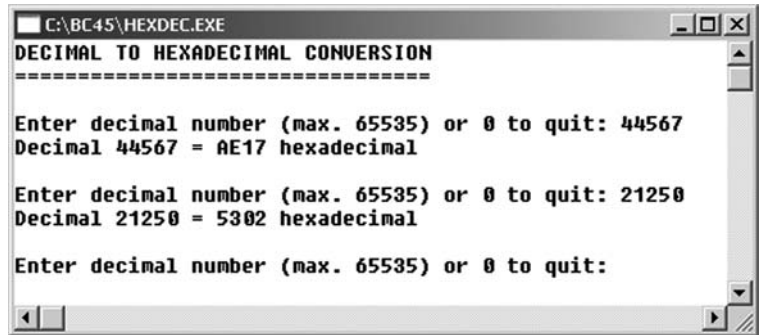 C:\BC45\HEXDEC.EXE
DECIMAL TO HEXADECIMAL CONVERSION
=================================
Enter decimal number (max. 65535) or 0 to quit: 44567
Decimal 44567 = AE17 hexadecimal
Enter decimal number (max. 65535) or 0 to quit: 21250
Decimal 21250 = 5302 hexadecimal
Enter decimal number (max. 65535) or 0 to quit: